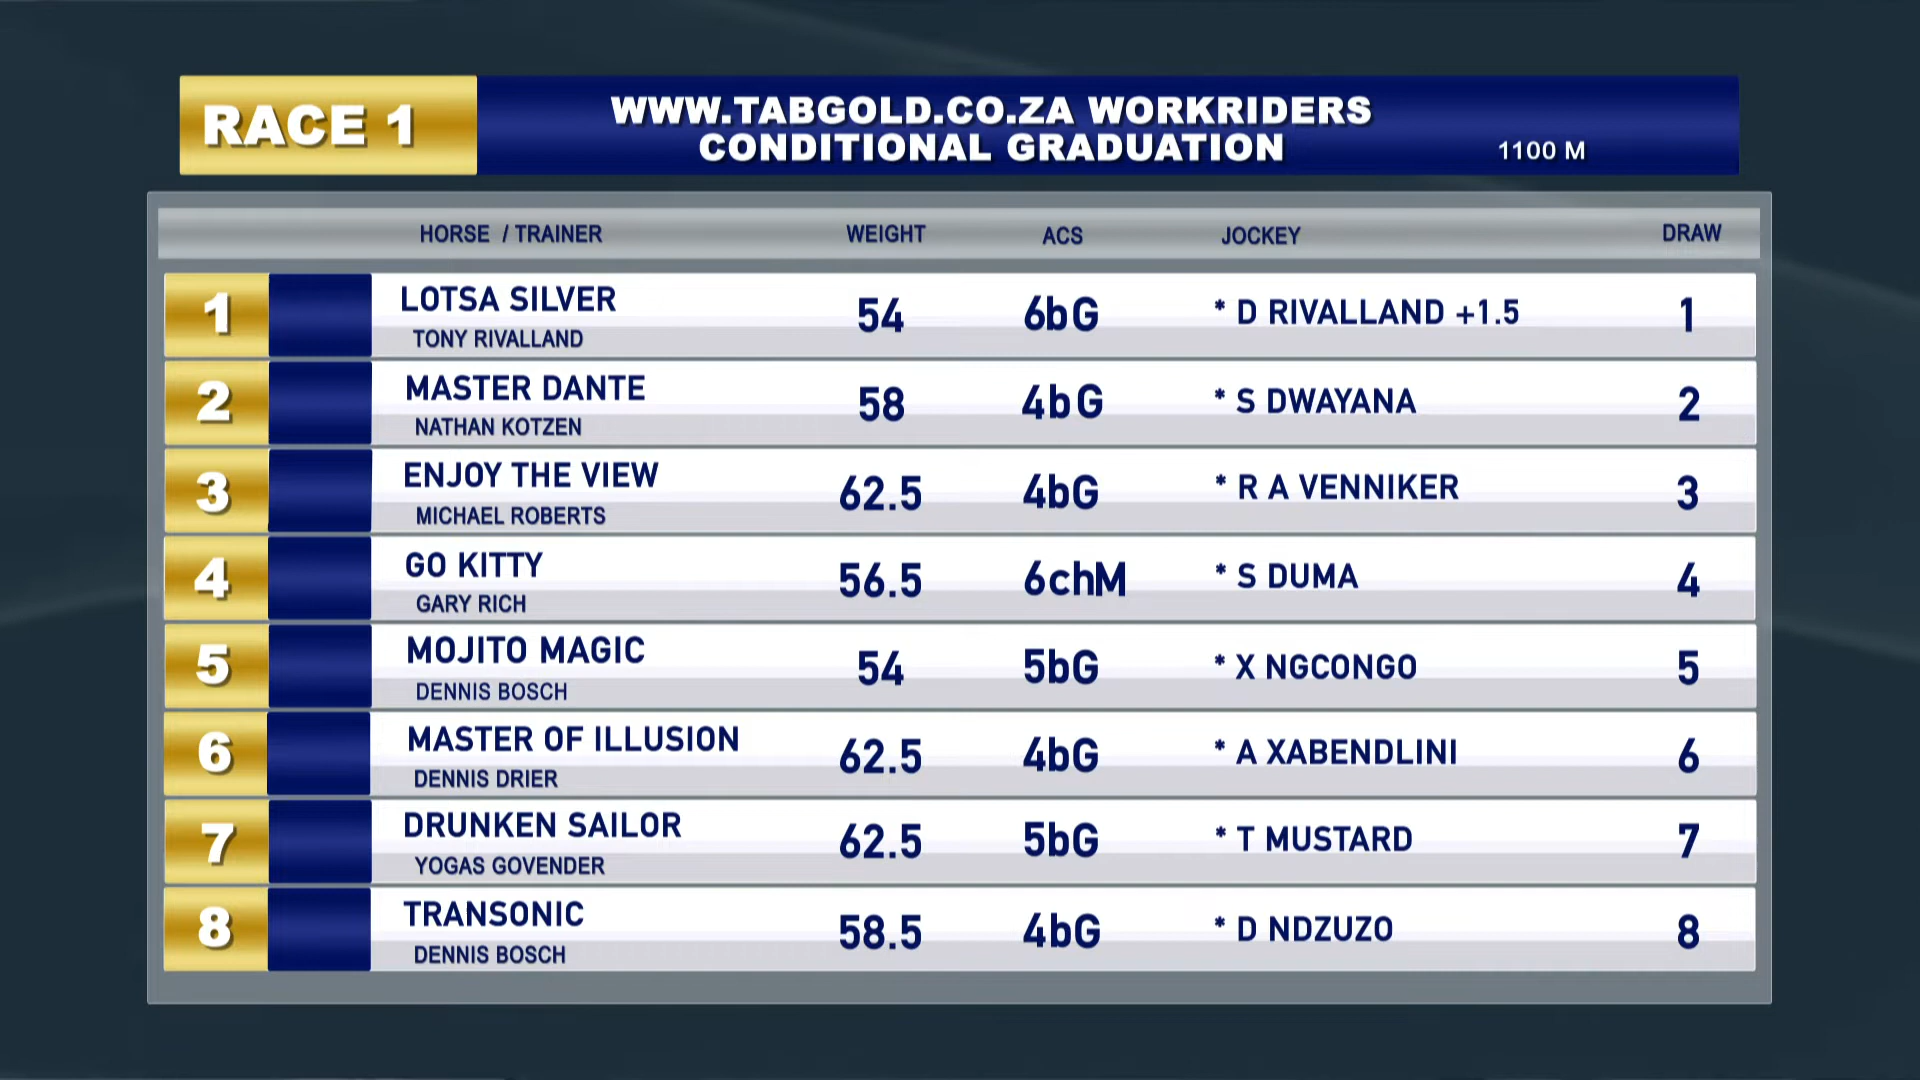 RACE 1
WWW.TABGOLD.CO.ZA WORKRIDERS
CONDITIONAL GRADUATION
1100 M
HORSE / TRAINER WEIGHT ACS JOCKEY DRAW
1 LOTSA SILVER 54 6bG * D RIVALLAND +1.5 1
TONY RIVALLAND
2 MASTER DANTE 58 4bG * S DWAYANA 2
NATHAN KOTZEN
3 ENJOY THE VIEW 62.5 4bG * R A VENNIKER 3
MICHAEL ROBERTS
4 GO KITTY 56.5 6chM * S DUMA 4
GARY RICH
5 MOJITO MAGIC 54 5bG * X NGCONGO 5
DENNIS BOSCH
6 MASTER OF ILLUSION 62.5 4bG * A XABENDLINI 6
DENNIS DRIER
7 DRUNKEN SAILOR 62.5 5bG * T MUSTARD 7
YOGAS GOVENDER
8 TRANSONIC 58.5 4bG * D NDZUZO 8
DENNIS BOSCH